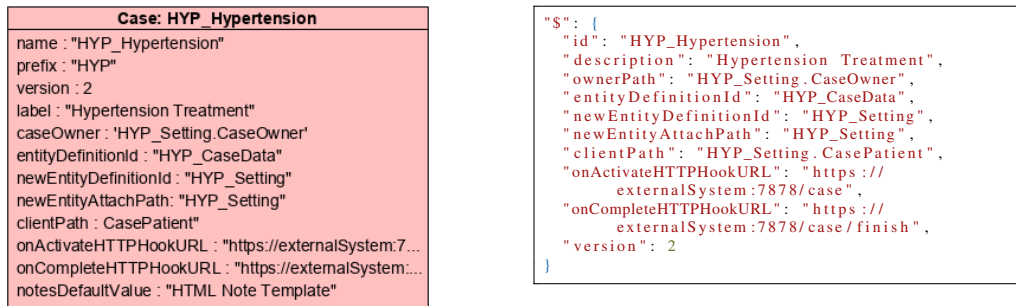 Case: HYP_Hypertension
name : "HYP_Hypertension"
prefix : "HYP"
version : 2
label : "Hypertension Treatment"
caseOwner : 'HYP_Setting.CaseOwner'
entityDefinitionId : "HYP_CaseData"
newEntityDefinitionId : "HYP_Setting"
newEntityAttachPath: "HYP_Setting"
clientPath : CasePatient"
onActivateHTTPHookURL : "https://externalSystem:7...
onCompleteHTTPHookURL : "https://externalSystem:...
notesDefaultValue : "HTML Note Template"
"$": {
"id": "HYP_Hypertension",
"description": "Hypertension Treatment",
"ownerPath": "HYP_Setting.CaseOwner",
"entityDefinitionId": "HYP_CaseData",
"newEntityDefinitionId": "HYP_Setting",
"newEntityAttachPath": "HYP_Setting",
"clientPath": "HYP_Setting.CasePatient",
"onActivateHTTPHookURL": "https://
externalSystem:7878/case",
"onCompleteHTTPHookURL": "https://
externalSystem:7878/case/finish",
"version": 2
}